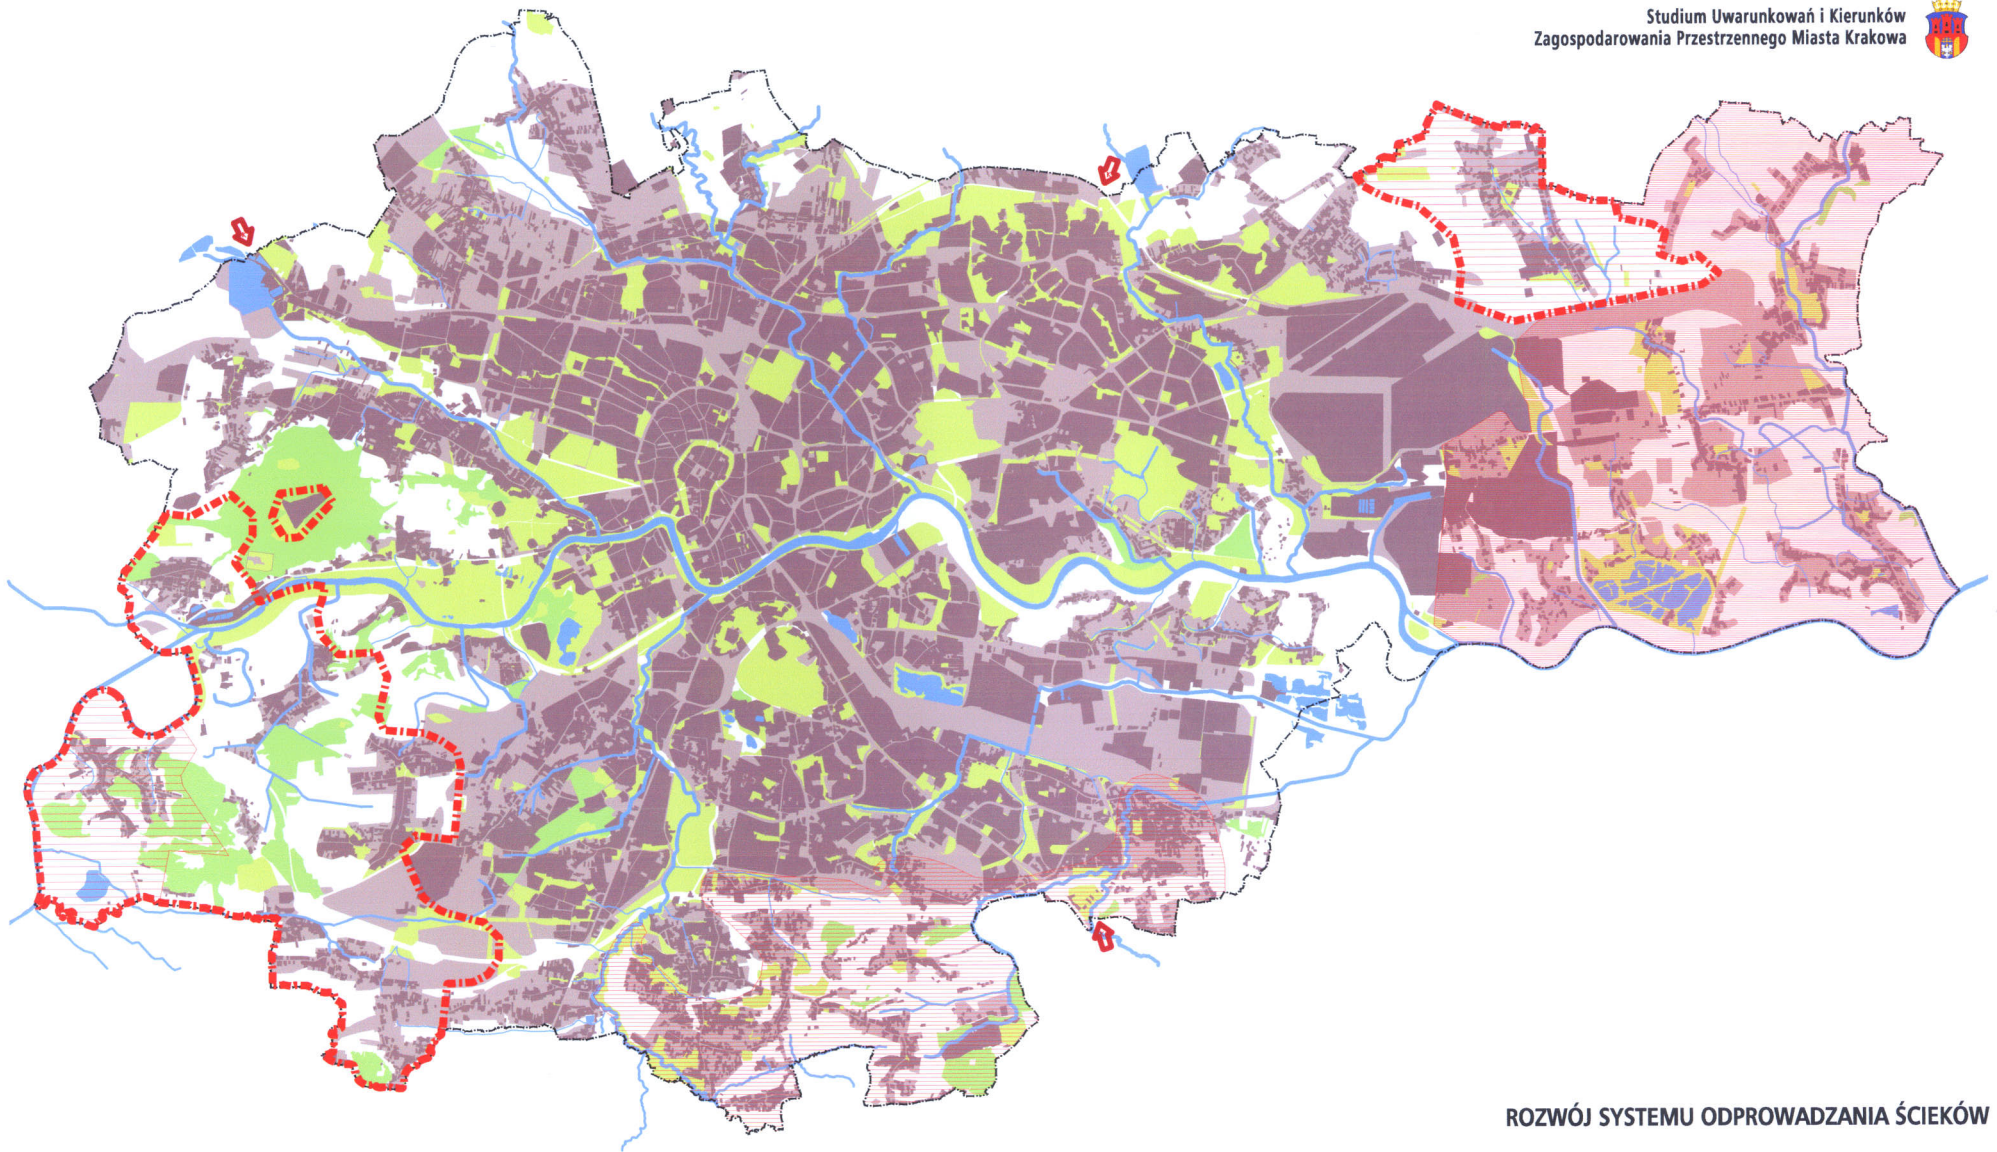 Studium Uwarunkowań i Kierunków
Zagospodarowania Przestrzennego Miasta Krakowa
ROZWÓJ SYSTEMU ODPROWADZANIA ŚCIEKÓW